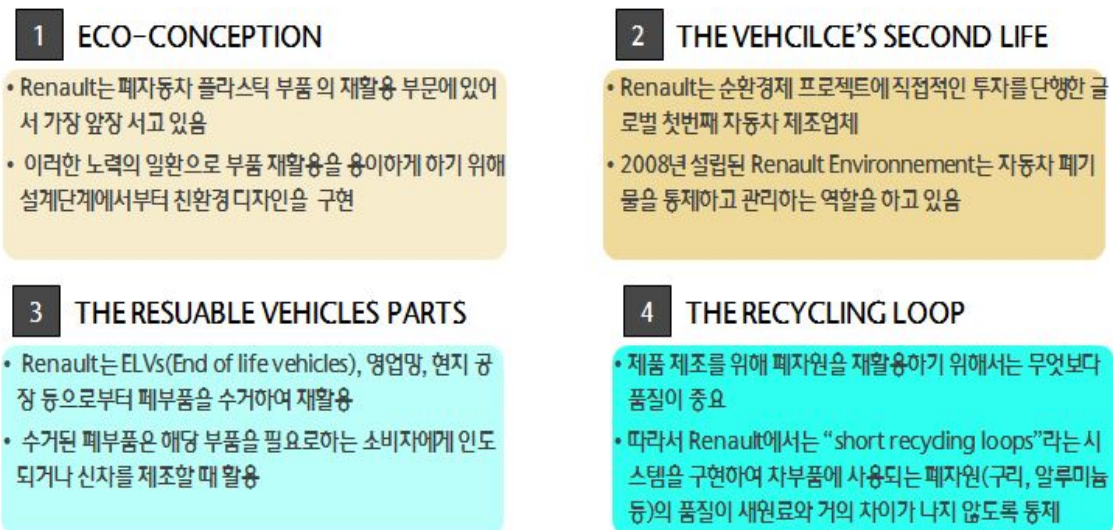 1 ECO-CONCEPTION
• Renault는 폐자동차 플라스틱 부품 의 재활용 부문에 있어
서 가장 앞장 서고 있음
• 이러한 노력의 일환으로 부품 재활용을 용이하게 하기 위해
설계단계에서부터 친환경 디자인을 구현
2 THE VEHCILCE'S SECOND LIFE
• Renault는 순환경제 프로젝트에 직접적인 투자를 단행한 글
로벌 첫번째 자동차 제조업체
• 2008년 설립된 Renault Environnement는 자동차 폐기
물을 통제하고 관리하는 역할을 하고 있음
3 THE RESUABLE VEHICLES PARTS
• Renault는 ELVs(End of life vehicles), 영업망, 현지 공
장 등으로부터 폐부품을 수거하여 재활용
• 수거된 폐부품은 해당 부품을 필요로하는 소비자에게 인도
되거나 신차를 제조할 때 활용
4 THE RECYCLING LOOP
• 제품 제조를 위해 폐자원을 재활용하기 위해서는 무엇보다
품질이 중요
• 따라서 Renault에서는 “short recycling loops”라는 시
스템을 구현하여 차부품에 사용되는 폐자원(구리, 알루미늄
등)의 품질이 새원료와 거의 차이가 나지 않도록 통제